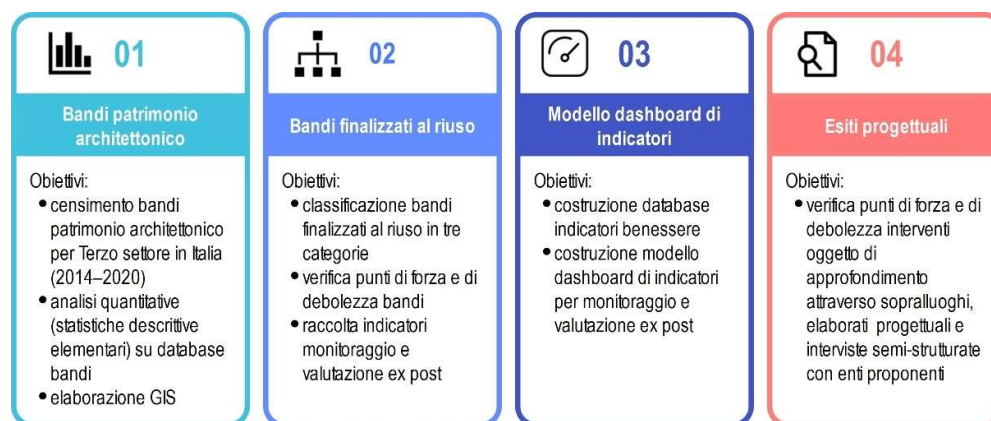 01
Bandi patrimonio
architettonico
Obiettivi:
• censimento bandi
patrimonio architettonico
per Terzo settore in Italia
(2014–2020)
• analisi quantitative
(statistiche descrittive
elementari) su database
bandi
• elaborazione GIS
02
Bandi finalizzati al riuso
Obiettivi:
• classificazione bandi
finalizzati al riuso in tre
categorie
• verifica punti di forza e di
debolezza bandi
• raccolta indicatori
monitoraggio e
valutazione ex post
03
Modello dashboard di
indicatori
Obiettivi:
• costruzione database
indicatori benessere
• costruzione modello
dashboard di indicatori
per monitoraggio e
valutazione ex post
04
Esiti progettuali
Obiettivi:
• verifica punti di forza e di
debolezza interventi
oggetto di
approfondimento
attraverso sopralluoghi,
elaborati progettuali e
interviste semi-strutturate
con enti proponenti